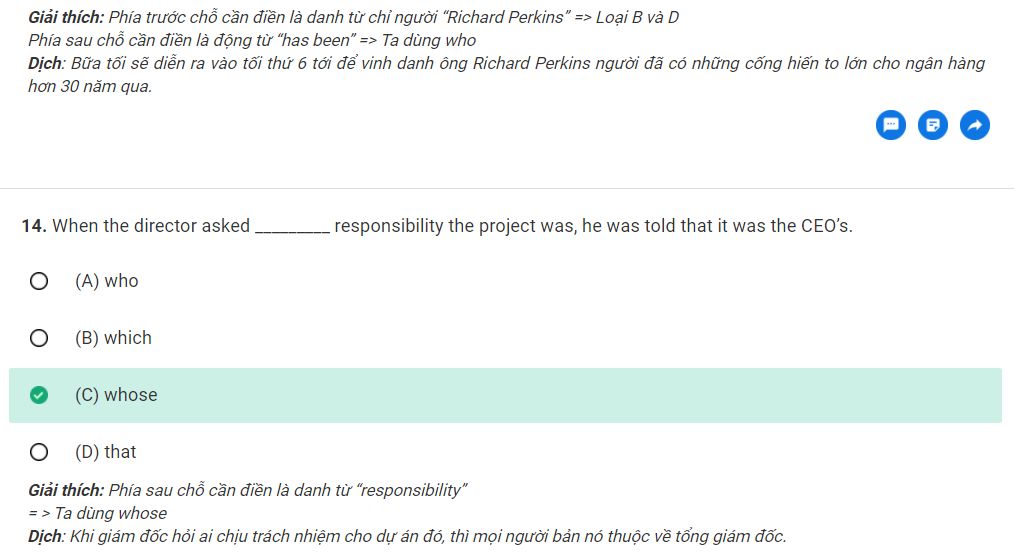 Giải thích: Phía trước chỗ cần điền là danh từ chỉ người “Richard Perkins” => Loại B và D
Phía sau chỗ cần điền là động từ “has been” => Ta dùng who
Dịch: Bữa tối sẽ diễn ra vào tối thứ 6 tới để vinh danh ông Richard Perkins người đã có những cống hiến to lớn cho ngân hàng
hơn 30 năm qua.
14. When the director asked _________ responsibility the project was, he was told that it was the CEO’s.
(A) who
(B) which
(C) whose
(D) that
Giải thích: Phía sau chỗ cần điền là danh từ “responsibility”
= > Ta dùng whose
Dịch: Khi giám đốc hỏi ai chịu trách nhiệm cho dự án đó, thì mọi người bản nó thuộc về tổng giám đốc.